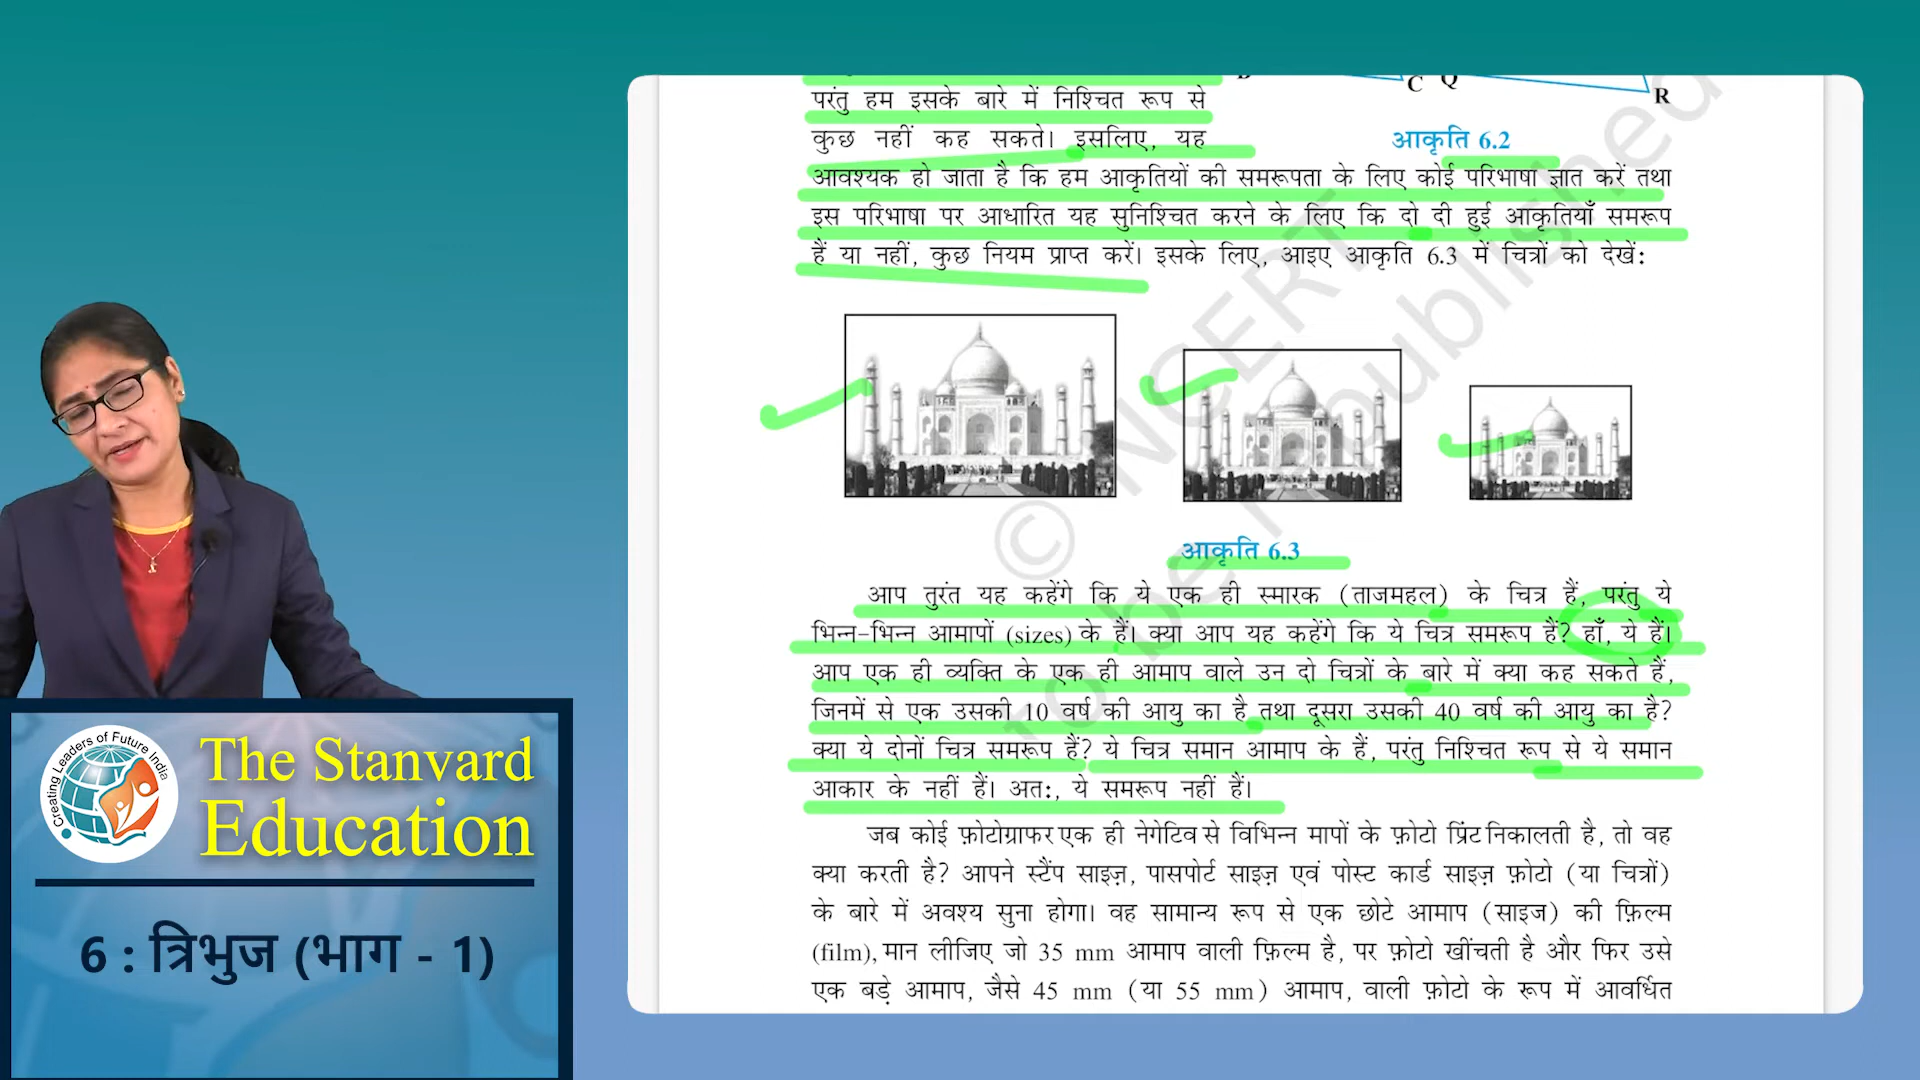 C Q
R
परंतु हम इसके बारे में निश्चित रूप से
कुछ नहीं कह सकते। इसलिए, यह
आकृति 6.2
आवश्यक हो जाता है कि हम आकृतियों की समरूपता के लिए कोई परिभाषा ज्ञात करें तथा
इस परिभाषा पर आधारित यह सुनिश्चित करने के लिए कि दो दी हुई आकृतियाँ समरूप
हैं या नहीं, कुछ नियम प्राप्त करें। इसके लिए, आइए आकृति 6.3 में चित्रों को देखें:
© NCERT
to be republished
आकृति 6.3
आप तुरंत यह कहेंगे कि ये एक ही स्मारक (ताजमहल) के चित्र हैं, परंतु ये
भिन्न-भिन्न आमापों (sizes) के हैं। क्या आप यह कहेंगे कि ये चित्र समरूप हैं? हाँ, ये हैं।
आप एक ही व्यक्ति के एक ही आमाप वाले उन दो चित्रों के बारे में क्या कह सकते हैं,
जिनमें से एक उसकी 10 वर्ष की आयु का है तथा दूसरा उसकी 40 वर्ष की आयु का है?
क्या ये दोनों चित्र समरूप हैं? ये चित्र समान आमाप के हैं, परंतु निश्चित रूप से ये समान
आकार के नहीं हैं। अत:, ये समरूप नहीं हैं।
जब कोई फ़ोटोग्राफर एक ही नेगेटिव से विभिन्न मापों के फ़ोटो प्रिंट निकालती है, तो वह
क्या करती है? आपने स्टैंप साइज़, पासपोर्ट साइज़ एवं पोस्ट कार्ड साइज़ फ़ोटो (या चित्रों)
के बारे में अवश्य सुना होगा। वह सामान्य रूप से एक छोटे आमाप (साइज) की फ़िल्म
(film), मान लीजिए जो 35 mm आमाप वाली फ़िल्म है, पर फ़ोटो खींचती है और फिर उसे
एक बड़े आमाप, जैसे 45 mm (या 55 mm) आमाप, वाली फ़ोटो के रूप में आवर्धित
Creating Leaders of Future India
The Stanvard
Education
6 : त्रिभुज (भाग - 1)